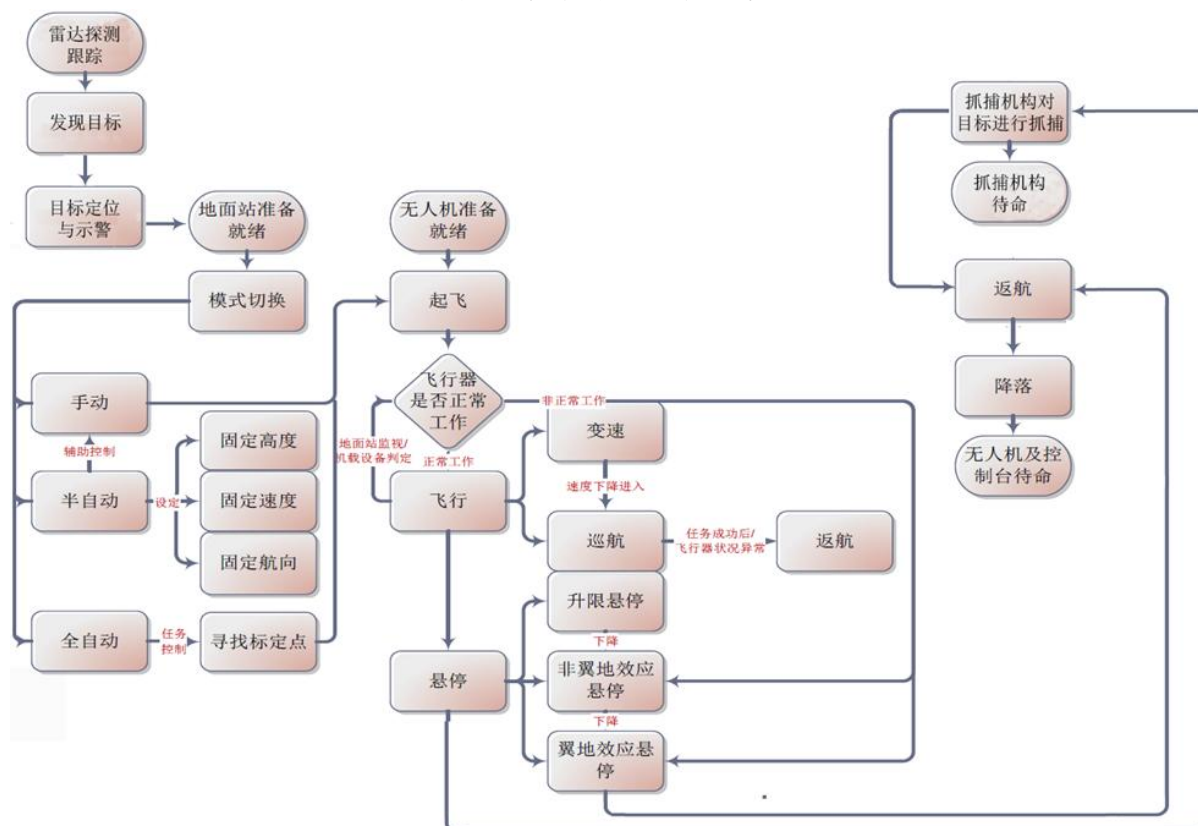 雷达探测
跟踪
发现目标
目标定位
与示警
地面站准备
就绪
模式切换
手动
辅助控制
半自动
设定
固定高度
固定速度
固定航向
全自动
任务
控制
寻找标定点
无人机准备
就绪
起飞
飞行器
是否正常
工作
非正常工作
地面站监视/
机载设备判定
正常工作
飞行
变速
速度下降进入
巡航
任务成功后/
飞行器状况异常
返航
悬停
升限悬停
下降
非翼地效应
悬停
下降
翼地效应悬
停
抓捕机构对
目标进行抓捕
抓捕机构
待命
返航
降落
无人机及控
制台待命